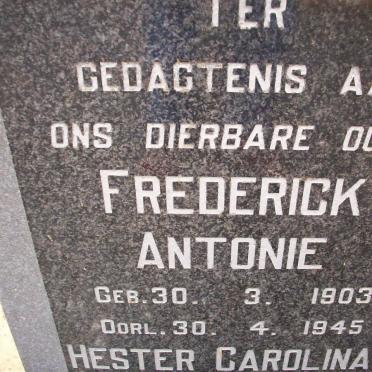 TER
GEDAGTENIS
ONS DIERBARE
FREDERICK
ANTONIE
GEB. 30. 3. 1903
OORL. 30. 4. 1945
HESTER CAROLINA